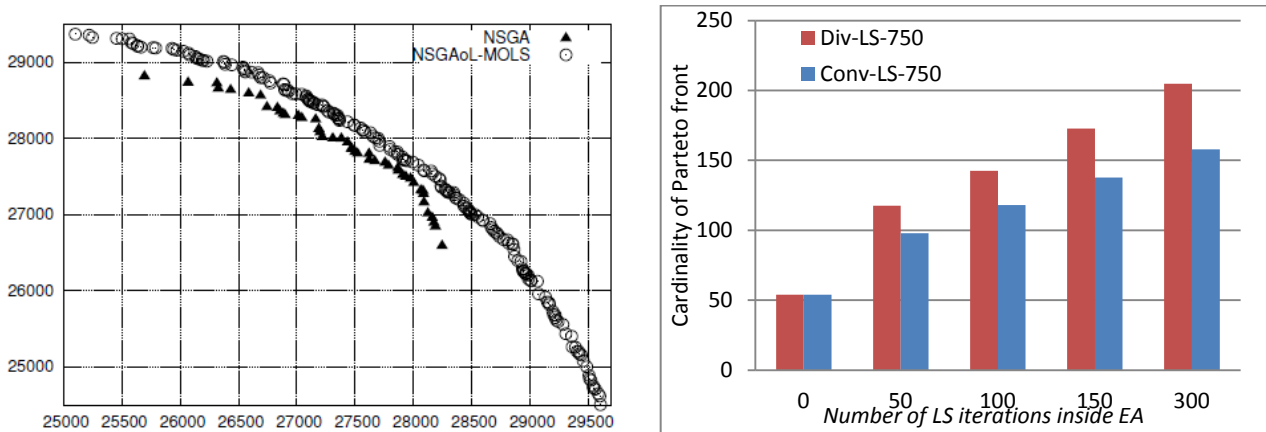 NSGA
NSGAoL-MOLS
29000
28000
27000
26000
25000
25000 25500 26000 26500 27000 27500 28000 28500 29000 29500
Div-LS-750
Conv-LS-750
Cardinality of Parteto front
250
200
150
100
50
0
0 50 100 150 300
Number of LS iterations inside EA